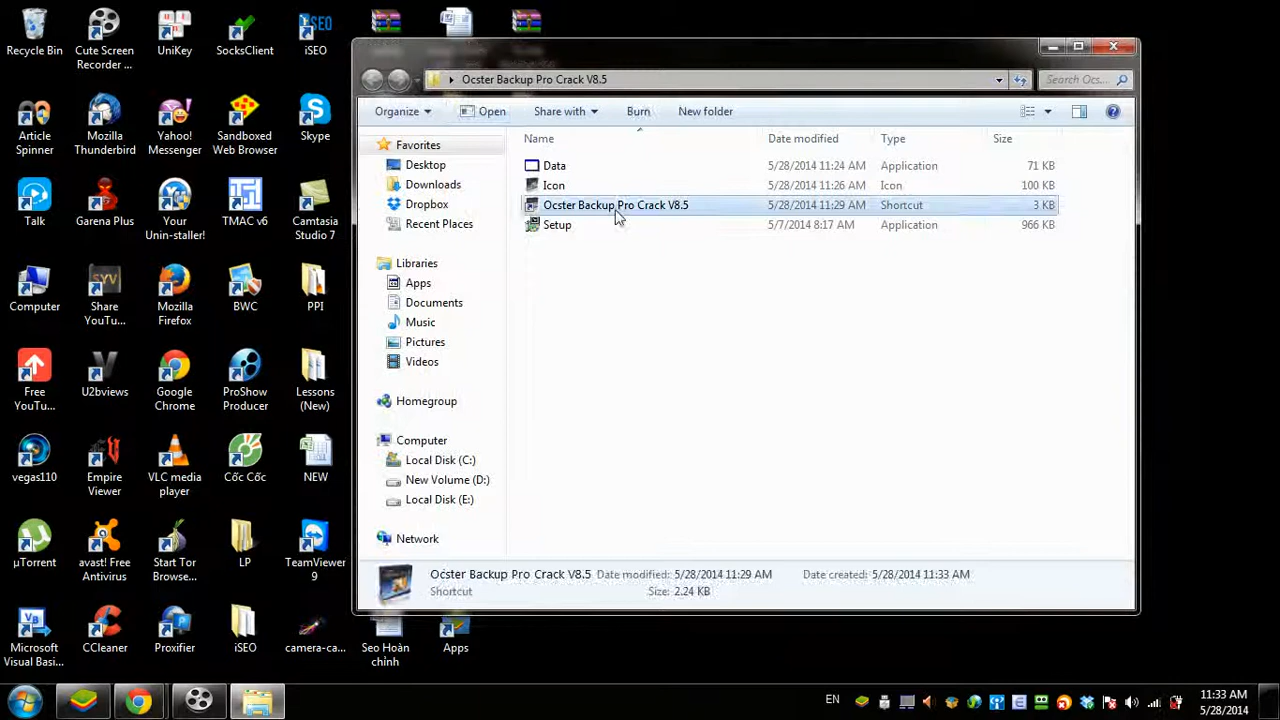 Recycle Bin
Cute Screen
Recorder ...
UniKey
SocksClient
iSEO
Article
Spinner
Mozilla
Thunderbird
Yahoo!
Messenger
Sandboxed
Web Browser
Skype
Talk
Garena Plus
Your
Unin-staller!
TMAC v6
Camtasia
Studio 7
Computer
Share
YouTu...
Mozilla
Firefox
BWC
PPI
Free
YouTu...
U2bviews
Google
Chrome
ProShow
Producer
Lessons
(New)
vegas110
Empire
Viewer
VLC media
player
Cốc Cốc
NEW
µTorrent
avast! Free
Antivirus
Start Tor
Browse...
LP
TeamViewer
9
Microsoft
Visual Basi...
CCleaner
Proxifier
iSEO
camera-ca...
Seo Hoàn
chỉnh
Apps
Ocster Backup Pro Crack V8.5
Search Ocs...
Organize
Open
Share with
Burn
New folder
Favorites
Desktop
Downloads
Dropbox
Recent Places
Libraries
Apps
Documents
Music
Pictures
Videos
Homegroup
Computer
Local Disk (C:)
New Volume (D:)
Local Disk (E:)
Network
Name Date modified Type Size
Data 5/28/2014 11:24 AM Application 71 KB
Icon 5/28/2014 11:26 AM Icon 100 KB
Ocster Backup Pro Crack V8.5 5/28/2014 11:29 AM Shortcut 3 KB
Setup 5/7/2014 8:17 AM Application 966 KB
Ocster Backup Pro Crack V8.5 Date modified: 5/28/2014 11:29 AM Date created: 5/28/2014 11:33 AM
Shortcut Size: 2.24 KB
EN
11:33 AM
5/28/2014